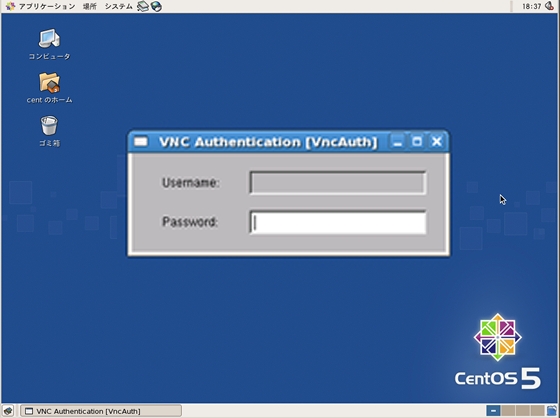 アプリケーション 場所 システム 18:37
コンピュータ
cent のホーム
ゴミ箱
VNC Authentication [VncAuth]
Username:
Password:
CentOS 5
VNC Authentication [VncAuth]